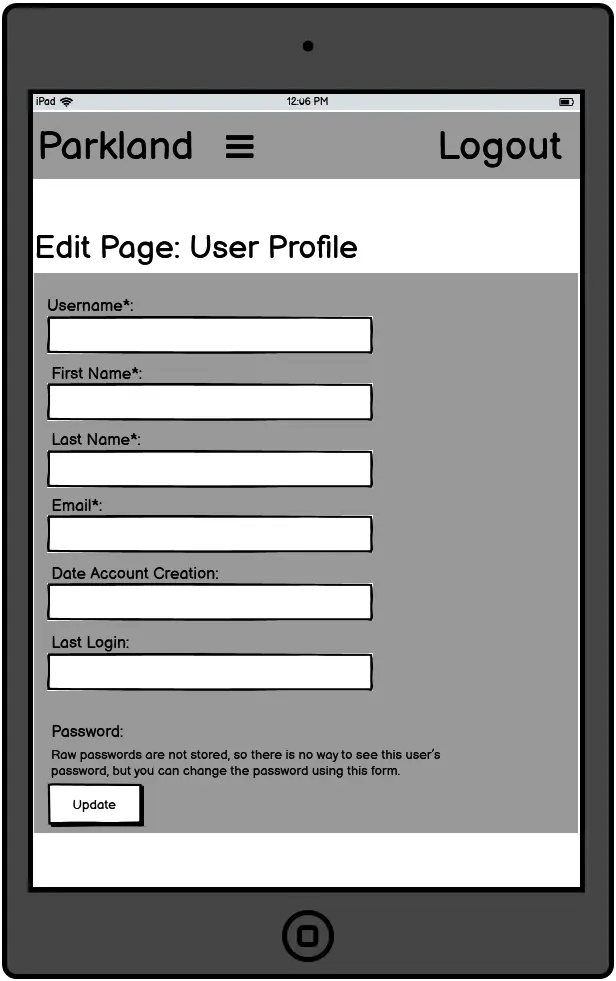 iPad 12:06 PM
Parkland Logout
Edit Page: User Profile
Username*:
First Name*:
Last Name*:
Email*:
Date Account Creation:
Last Login:
Password:
Raw passwords are not stored, so there is no way to see this user's
password, but you can change the password using this form.
Update